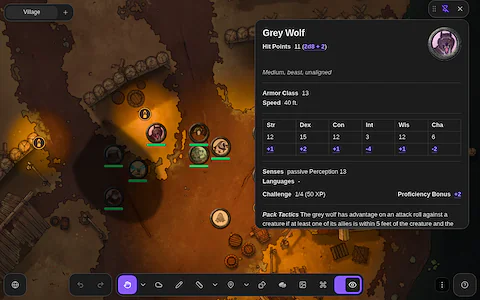 Village +
Grey Wolf
Hit Points 11 (2d8 + 2)
Medium, beast, unaligned
Armor Class 13
Speed 40 ft.
Str Dex Con Int Wis Cha
12 15 12 3 12 6
+1 +2 +1 -4 +1 -2
Senses passive Perception 13
Languages -
Challenge 1/4 (50 XP) Proficiency Bonus +2
Pack Tactics The grey wolf has advantage on an attack roll against a
creature if at least one of its allies is within 5 feet of the creature and the